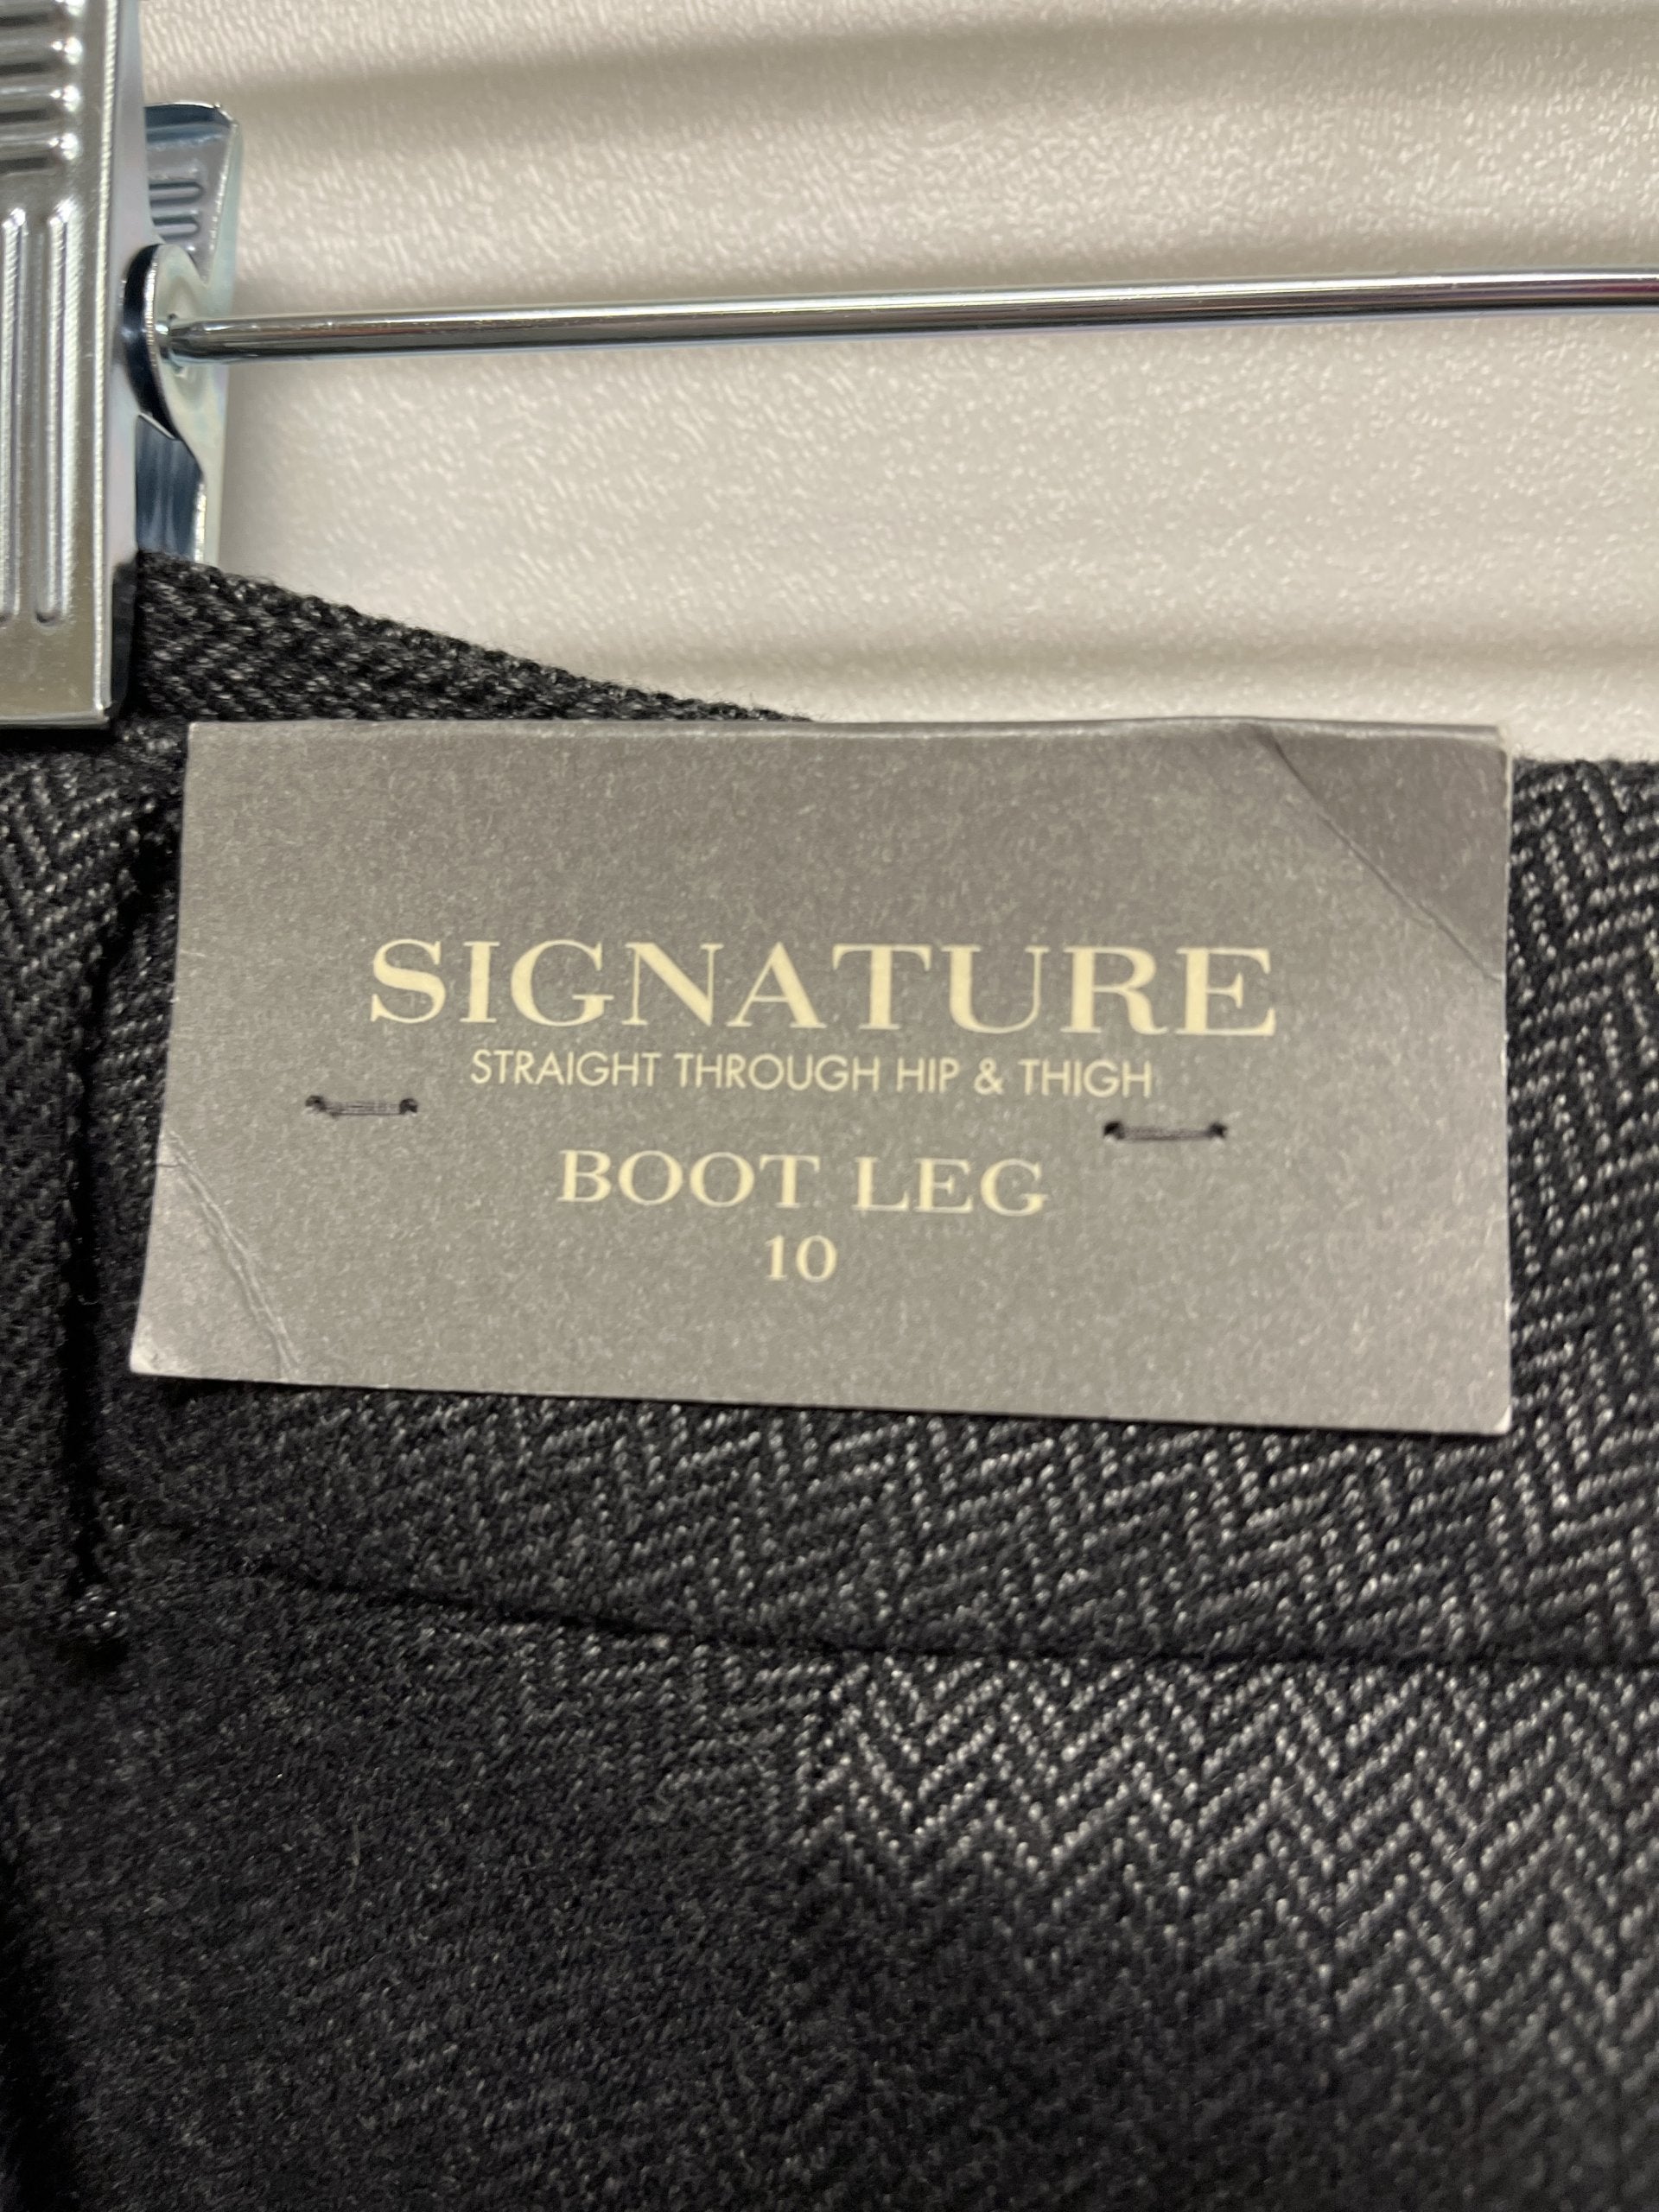 SIGNATURE
STRAIGHT THROUGH HIP & THIGH
BOOT LEG
10